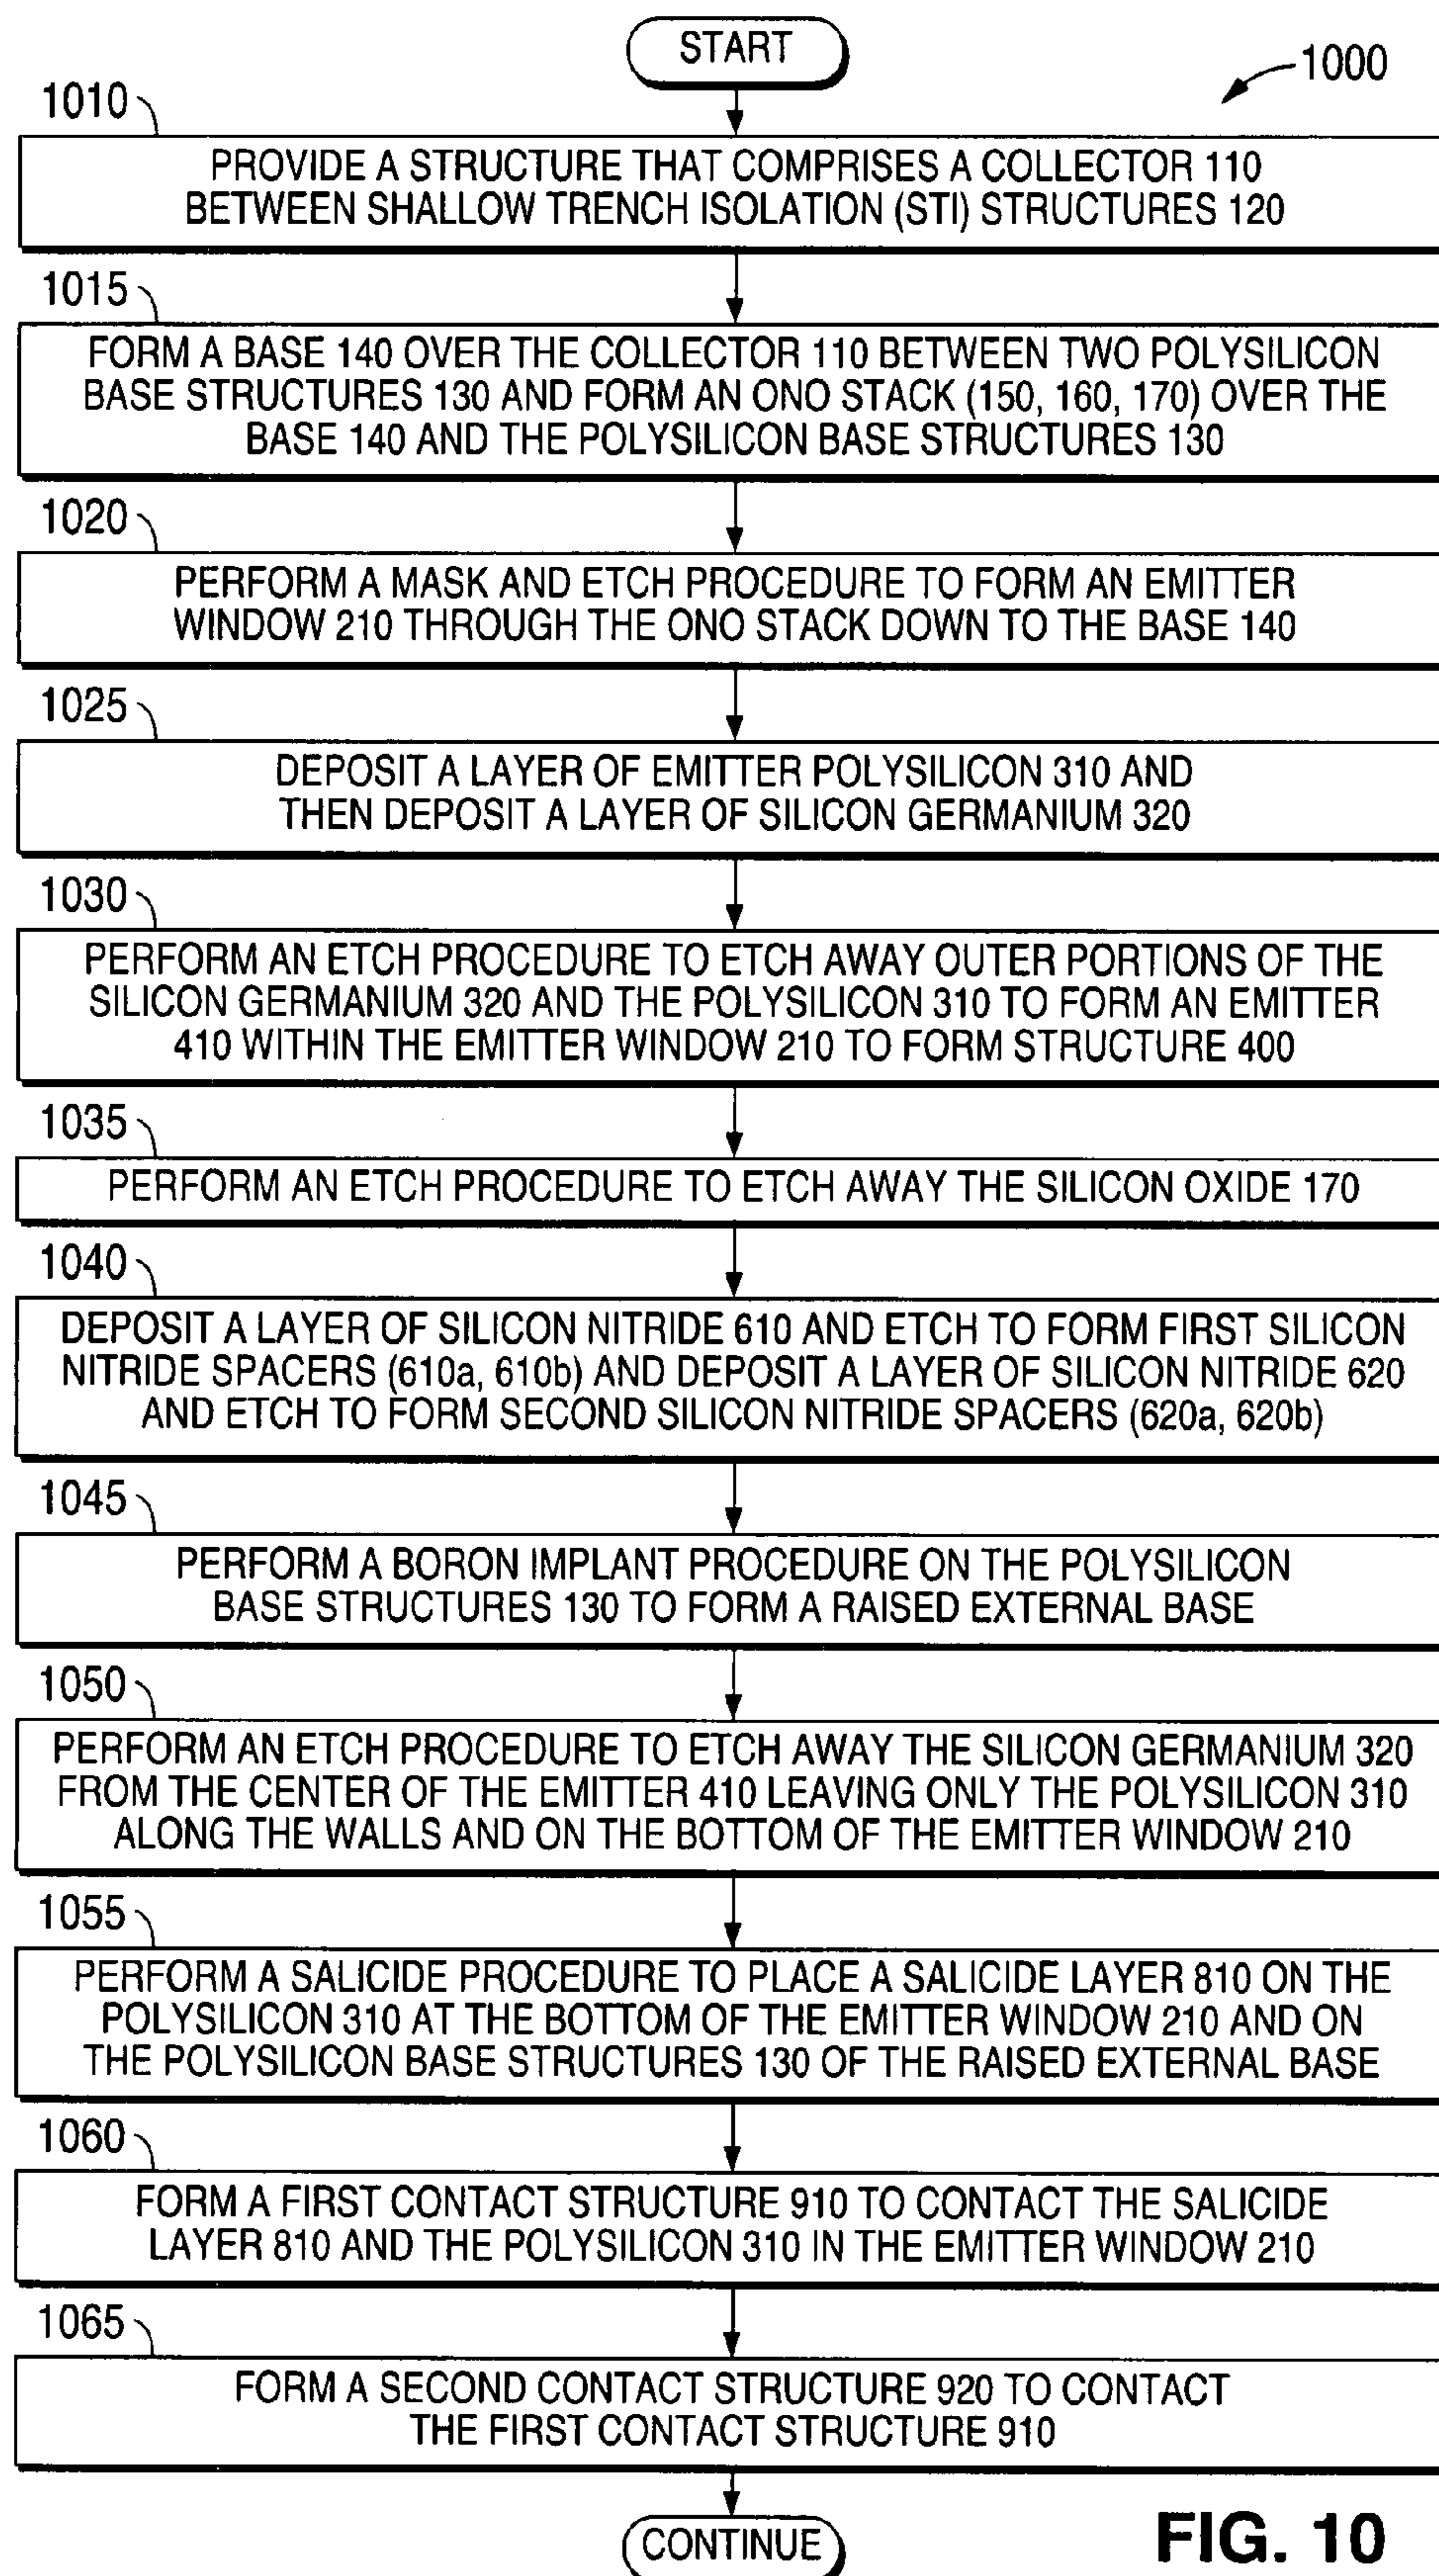 START
1000
1010
PROVIDE A STRUCTURE THAT COMPRISES A COLLECTOR 110
BETWEEN SHALLOW TRENCH ISOLATION (STI) STRUCTURES 120
1015
FORM A BASE 140 OVER THE COLLECTOR 110 BETWEEN TWO POLYSILICON
BASE STRUCTURES 130 AND FORM AN ONO STACK (150, 160, 170) OVER THE
BASE 140 AND THE POLYSILICON BASE STRUCTURES 130
1020
PERFORM A MASK AND ETCH PROCEDURE TO FORM AN EMITTER
WINDOW 210 THROUGH THE ONO STACK DOWN TO THE BASE 140
1025
DEPOSIT A LAYER OF EMITTER POLYSILICON 310 AND
THEN DEPOSIT A LAYER OF SILICON GERMANIUM 320
1030
PERFORM AN ETCH PROCEDURE TO ETCH AWAY OUTER PORTIONS OF THE
SILICON GERMANIUM 320 AND THE POLYSILICON 310 TO FORM AN EMITTER
410 WITHIN THE EMITTER WINDOW 210 TO FORM STRUCTURE 400
1035
PERFORM AN ETCH PROCEDURE TO ETCH AWAY THE SILICON OXIDE 170
1040
DEPOSIT A LAYER OF SILICON NITRIDE 610 AND ETCH TO FORM FIRST SILICON
NITRIDE SPACERS (610a, 610b) AND DEPOSIT A LAYER OF SILICON NITRIDE 620
AND ETCH TO FORM SECOND SILICON NITRIDE SPACERS (620a, 620b)
1045
PERFORM A BORON IMPLANT PROCEDURE ON THE POLYSILICON
BASE STRUCTURES 130 TO FORM A RAISED EXTERNAL BASE
1050
PERFORM AN ETCH PROCEDURE TO ETCH AWAY THE SILICON GERMANIUM 320
FROM THE CENTER OF THE EMITTER 410 LEAVING ONLY THE POLYSILICON 310
ALONG THE WALLS AND ON THE BOTTOM OF THE EMITTER WINDOW 210
1055
PERFORM A SALICIDE PROCEDURE TO PLACE A SALICIDE LAYER 810 ON THE
POLYSILICON 310 AT THE BOTTOM OF THE EMITTER WINDOW 210 AND ON
THE POLYSILICON BASE STRUCTURES 130 OF THE RAISED EXTERNAL BASE
1060
FORM A FIRST CONTACT STRUCTURE 910 TO CONTACT THE SALICIDE
LAYER 810 AND THE POLYSILICON 310 IN THE EMITTER WINDOW 210
1065
FORM A SECOND CONTACT STRUCTURE 920 TO CONTACT
THE FIRST CONTACT STRUCTURE 910
CONTINUE
FIG. 10